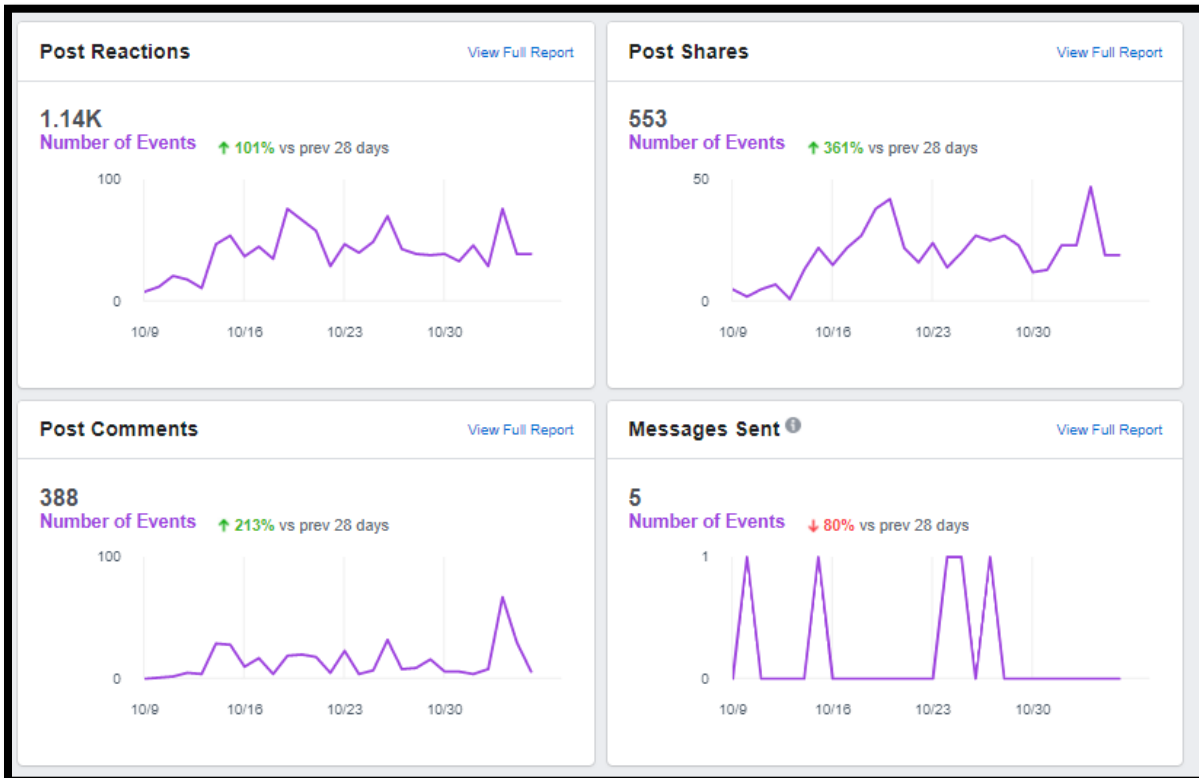 Post Reactions
View Full Report
1.14K
Number of Events
↑ 101% vs prev 28 days
100
0
10/9 10/16 10/23 10/30
Post Shares
View Full Report
553
Number of Events
↑ 361% vs prev 28 days
50
0
10/9 10/16 10/23 10/30
Post Comments
View Full Report
388
Number of Events
↑ 213% vs prev 28 days
100
0
10/9 10/16 10/23 10/30
Messages Sent
View Full Report
5
Number of Events
↓ 80% vs prev 28 days
1
0
10/9 10/16 10/23 10/30